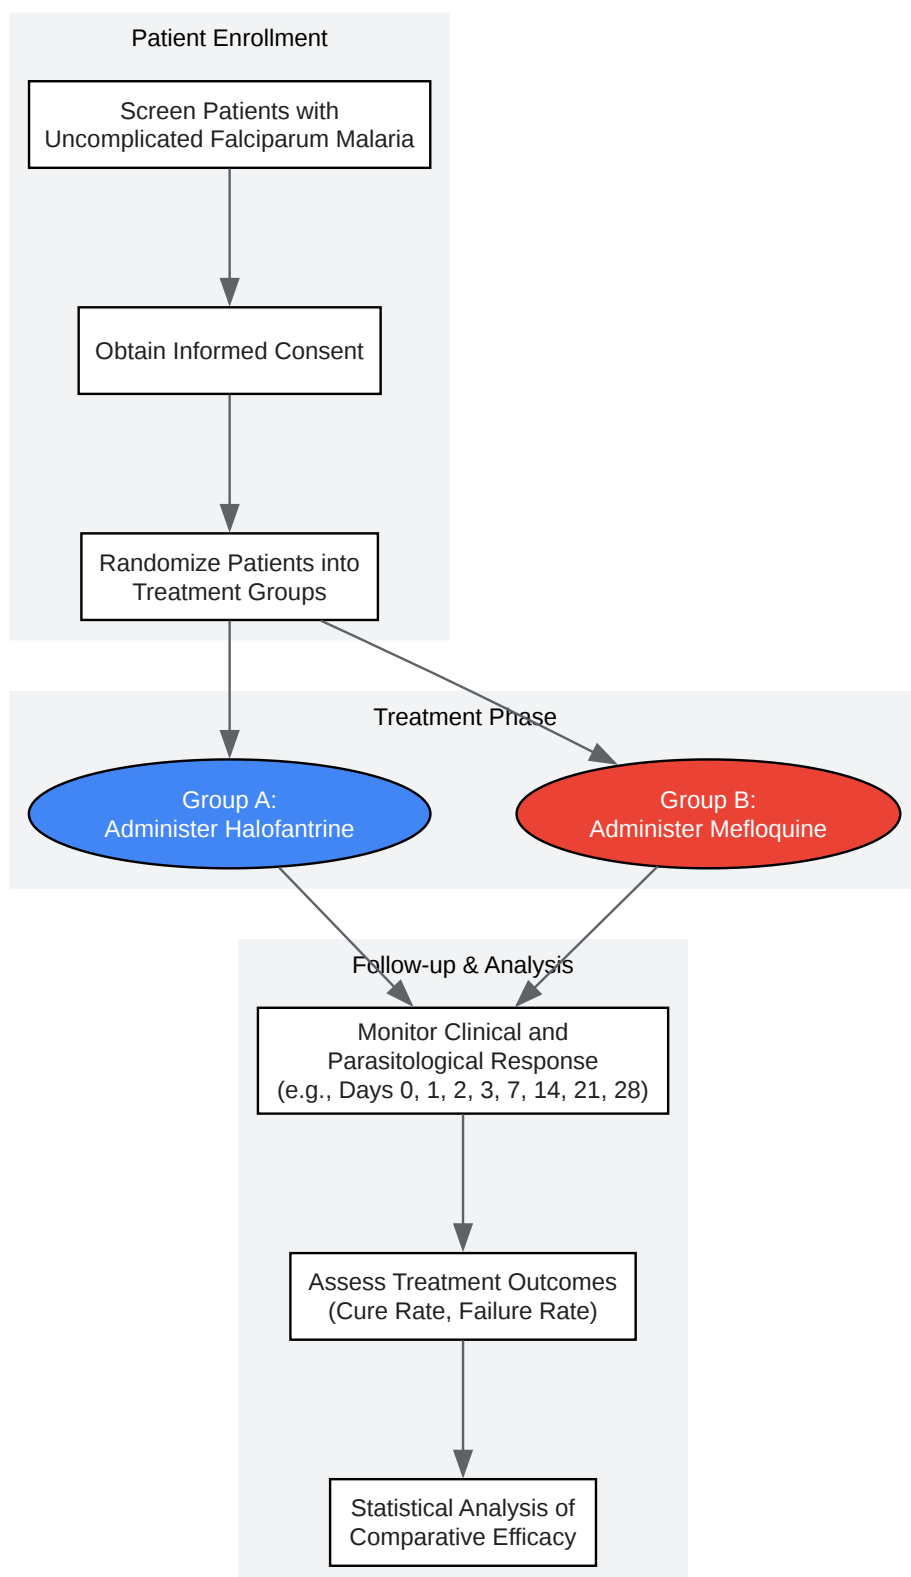 Patient Enrollment
Screen Patients with
Uncomplicated Falciparum Malaria
Obtain Informed Consent
Randomize Patients into
Treatment Groups
Treatment Phase
Group A:
Administer Halofantrine
Group B:
Administer Mefloquine
Follow-up & Analysis
Monitor Clinical and
Parasitological Response
(e.g., Days 0, 1, 2, 3, 7, 14, 21, 28)
Assess Treatment Outcomes
(Cure Rate, Failure Rate)
Statistical Analysis of
Comparative Efficacy